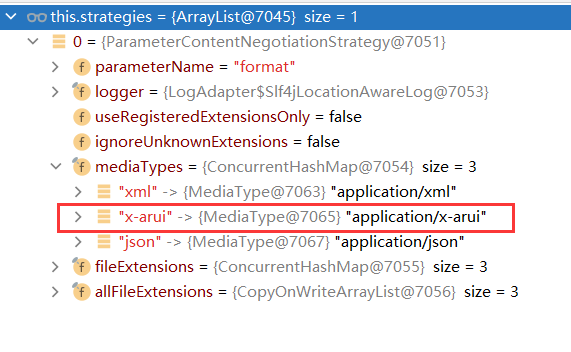 this.strategies = {ArrayList@7045} size = 1
0 = {ParameterContentNegotiationStrategy@7051}
parameterName = "format"
logger = {LogAdapter$Slf4jLocationAwareLog@7053}
useRegisteredExtensionsOnly = false
ignoreUnknownExtensions = false
mediaTypes = {ConcurrentHashMap@7054} size = 3
"xml" -> {MediaType@7063} "application/xml"
"x-arui" -> {MediaType@7065} "application/x-arui"
"json" -> {MediaType@7067} "application/json"
fileExtensions = {ConcurrentHashMap@7055} size = 3
allFileExtensions = {CopyOnWriteArrayList@7056} size = 3